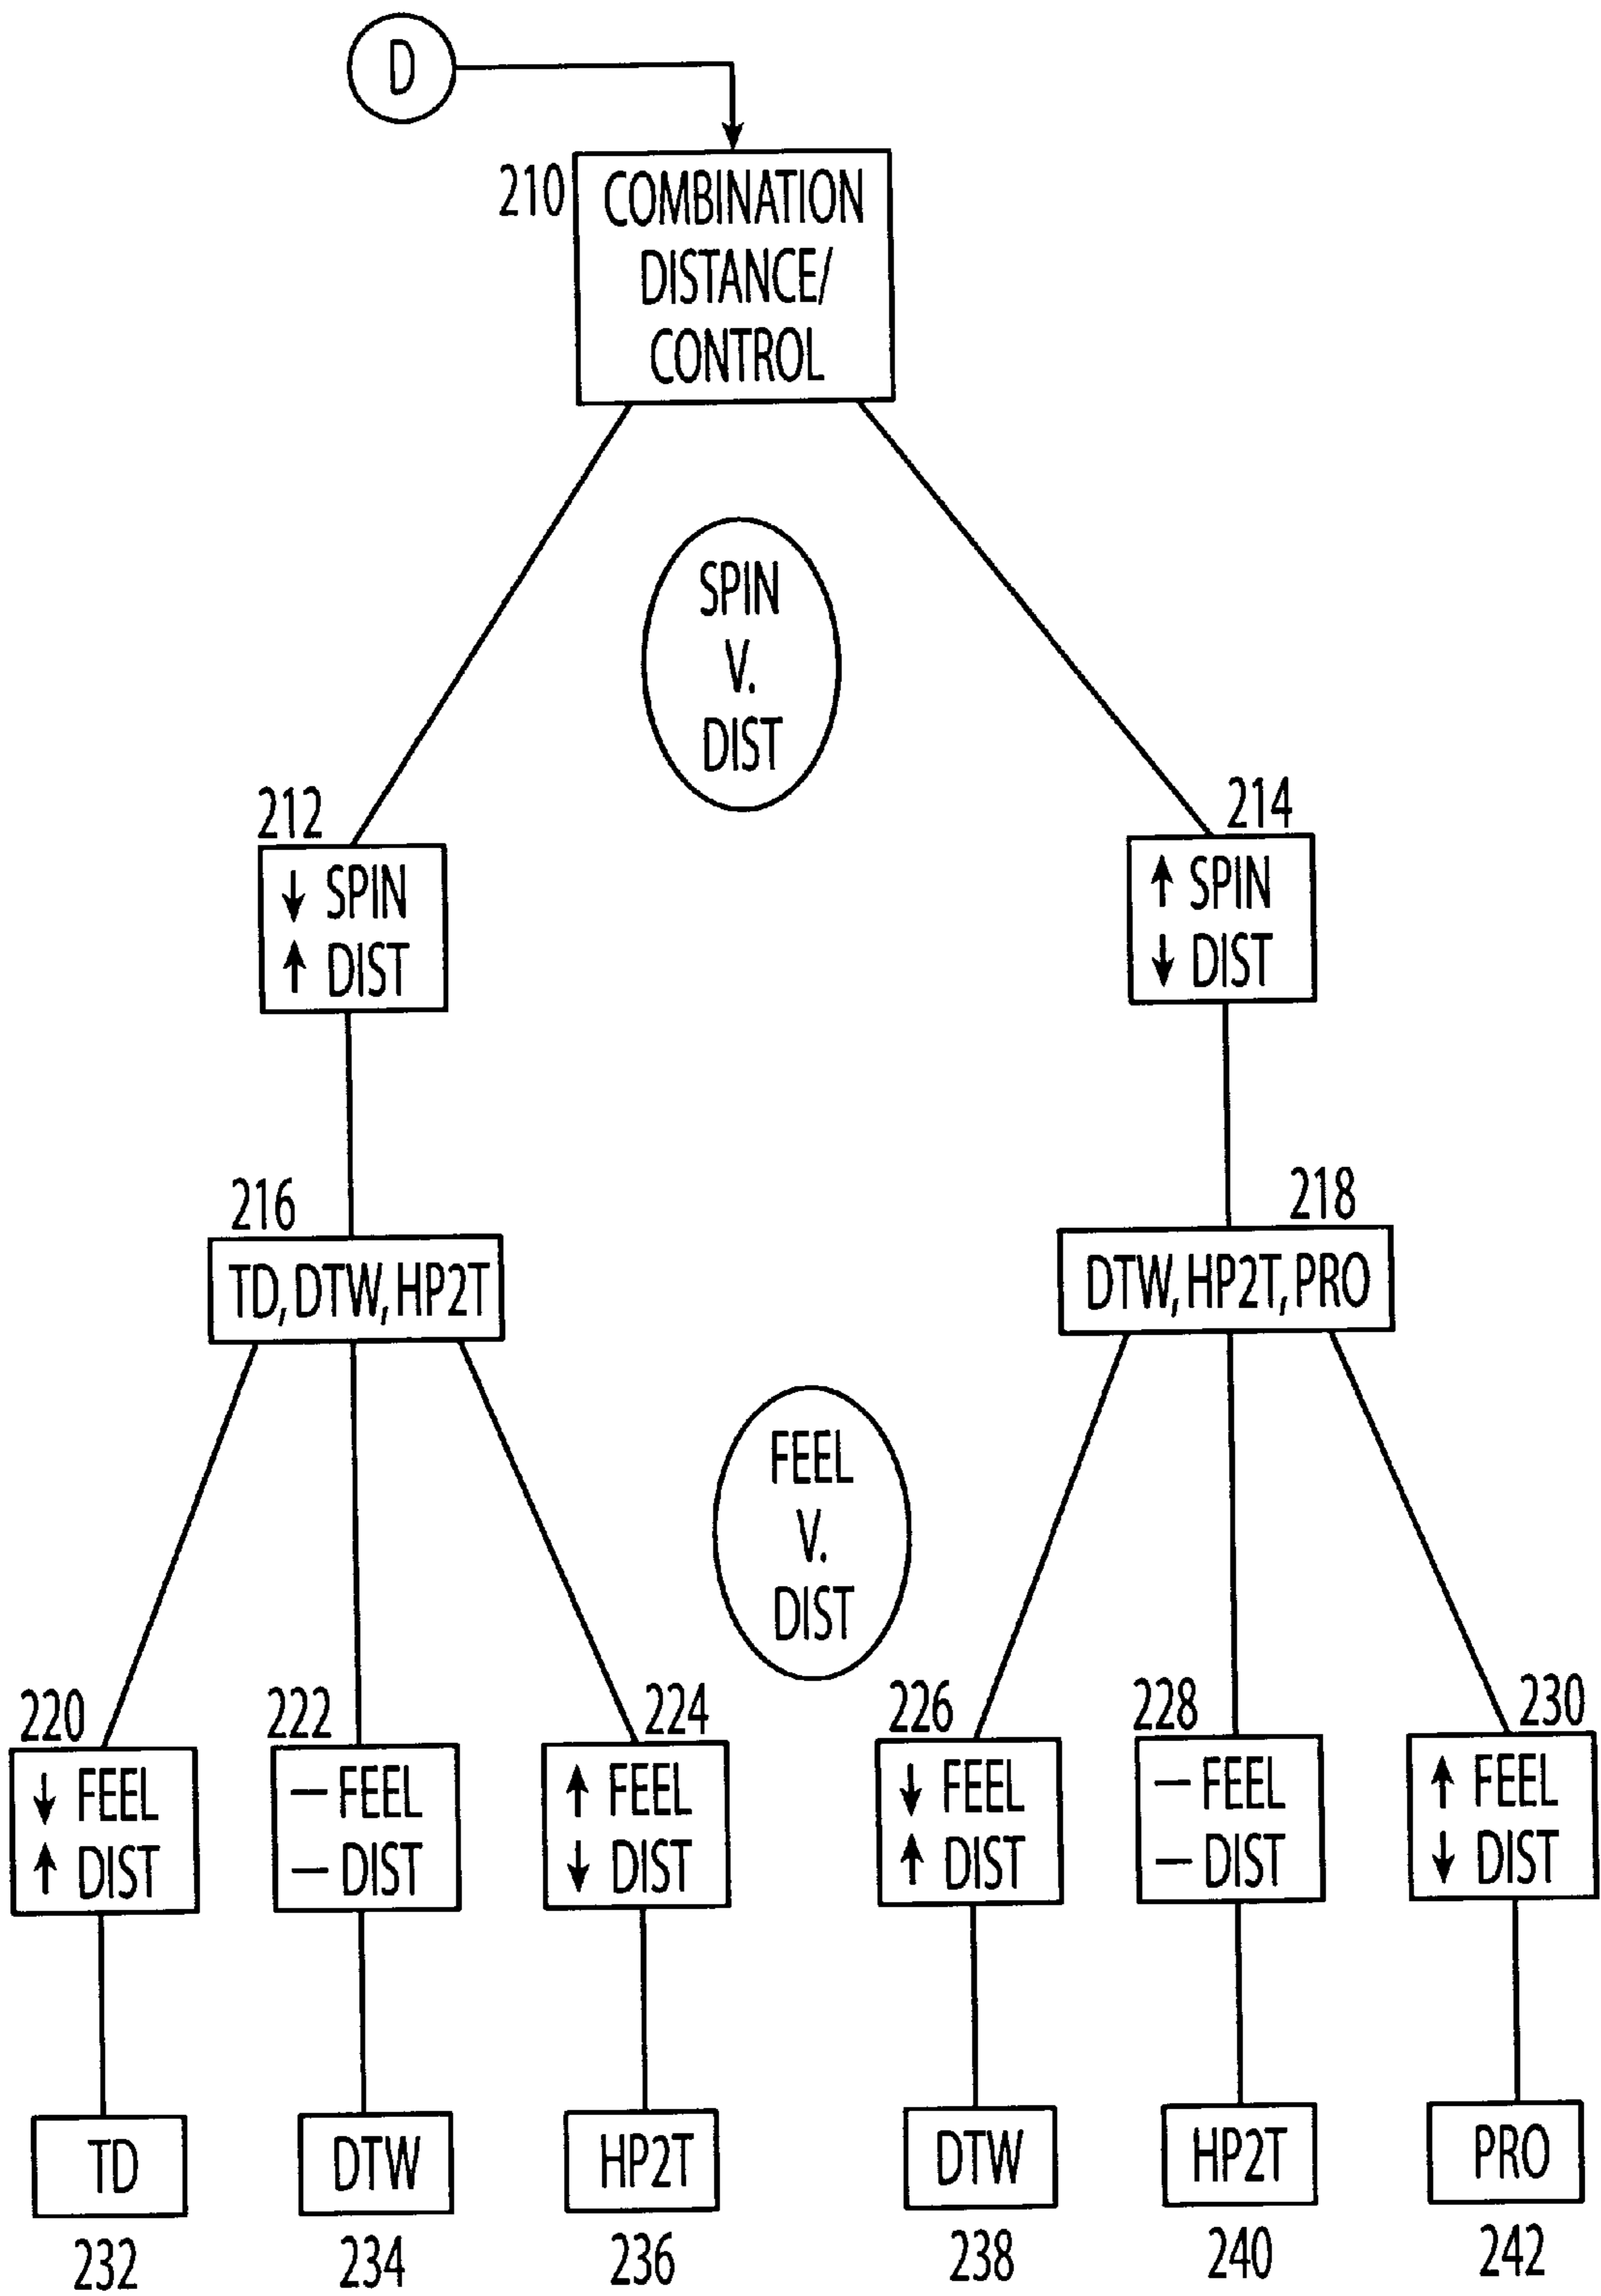 D
210
COMBINATION
DISTANCE/
CONTROL
SPIN
V.
DIST
212
↓ SPIN
↑ DIST
214
↑ SPIN
↓ DIST
216
TD, DTW, HP2T
218
DTW, HP2T, PRO
FEEL
V.
DIST
220
↓ FEEL
↑ DIST
222
– FEEL
– DIST
224
↑ FEEL
↓ DIST
226
↓ FEEL
↑ DIST
228
– FEEL
– DIST
230
↑ FEEL
↓ DIST
TD
232
DTW
234
HP2T
236
DTW
238
HP2T
240
PRO
242